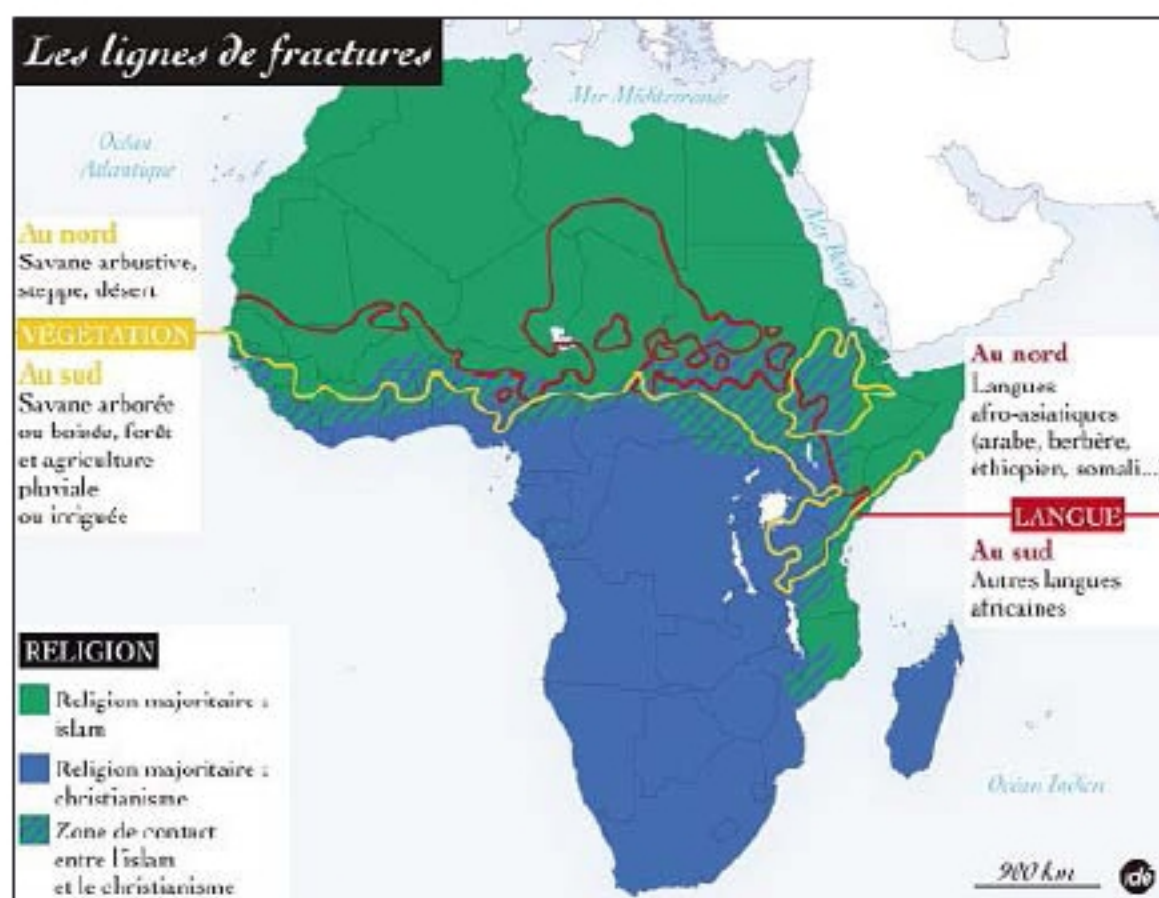 Les lignes de fractures
Océan
Atlantique
Mer Méditerranée
Mer Rouge
Au nord
Savane arbustive,
steppe, désert
VÉGÉTATION
Au sud
Savane arborée
ou boisée, forêt
et agriculture
pluviale
ou irriguée
Au nord
Langues
afro-asiatiques
(arabe, berbère,
éthiopien, somali...
LANGUE
Au sud
Autres langues
africaines
RELIGION
Religion majoritaire :
islam
Religion majoritaire :
christianisme
Zone de contact
entre l'islam
et le christianisme
Océan Indien
900 km
idé